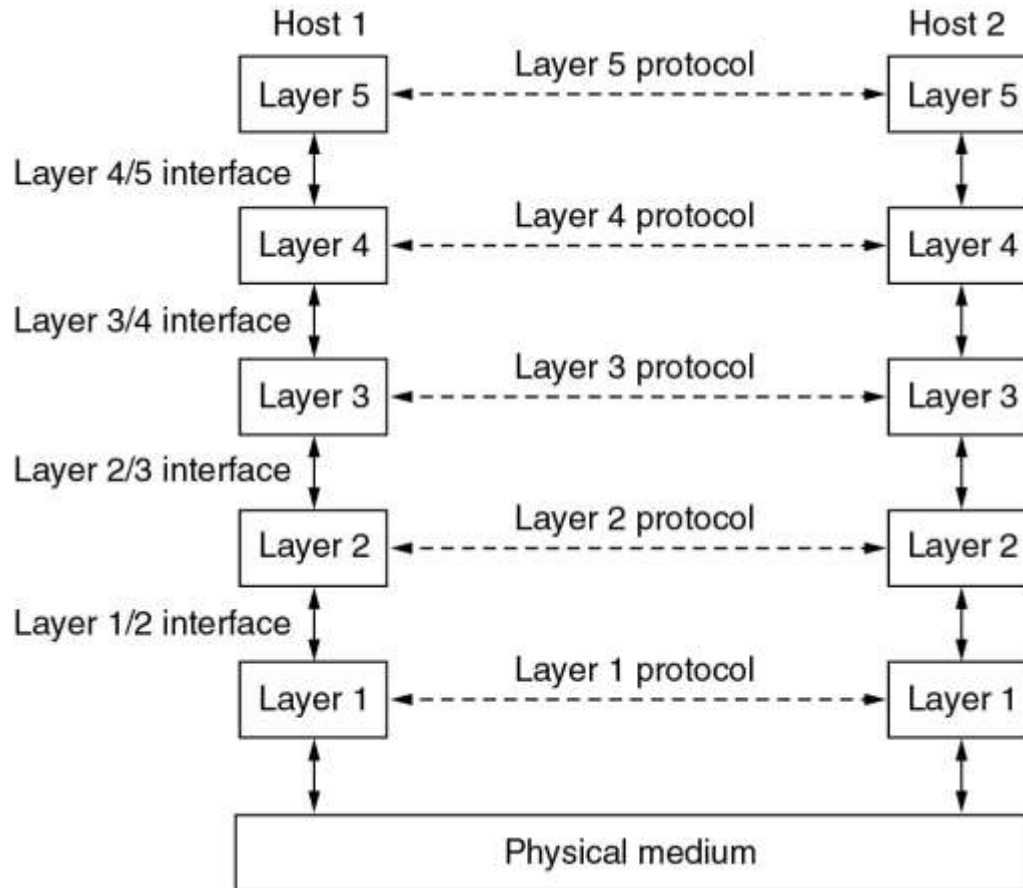 Host 1
Host 2
Layer 5 protocol
Layer 5
Layer 5
Layer 4/5 interface
Layer 4 protocol
Layer 4
Layer 4
Layer 3/4 interface
Layer 3 protocol
Layer 3
Layer 3
Layer 2/3 interface
Layer 2 protocol
Layer 2
Layer 2
Layer 1/2 interface
Layer 1 protocol
Layer 1
Layer 1
Physical medium